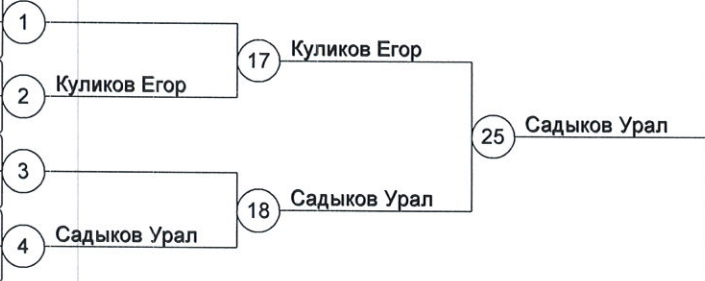 1
17 Куликов Егор
2 Куликов Егор
25 Садыков Урал
3
18 Садыков Урал
4 Садыков Урал